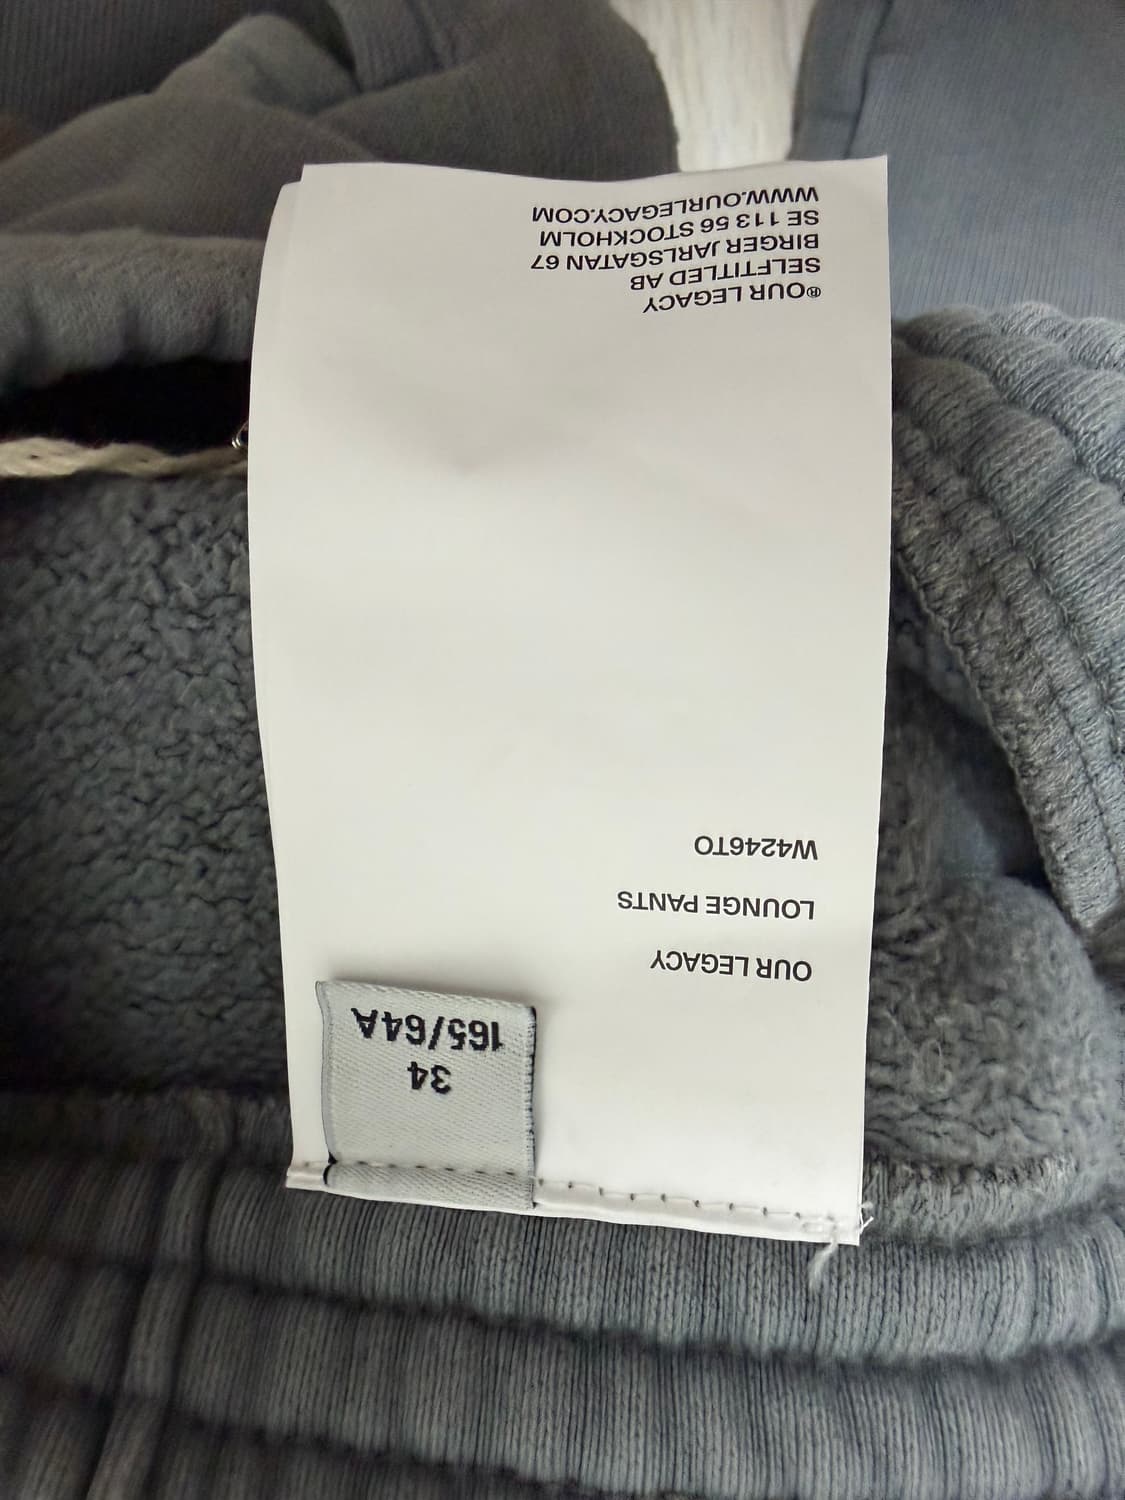 34
165/64A
OUR LEGACY
LOUNGE PANTS
W4246TO
®OUR LEGACY
SELFTITLED AB
BIRGER JARLSGATAN 67
SE 113 56 STOCKHOLM
WWW.OURLEGACY.COM